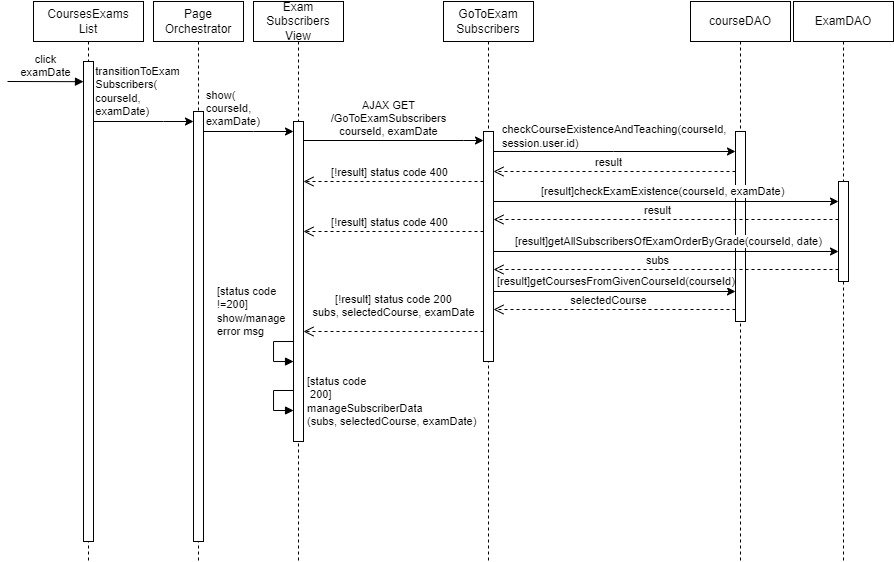 CoursesExams
List
Page
Orchestrator
Exam
Subscribers
View
GoToExam
Subscribers
courseDAO
ExamDAO
click
examDate
transitionToExam
Subscribers(
courseId,
examDate)
show(
courseId,
examDate)
AJAX GET
/GoToExamSubscribers
courseId, examDate
checkCourseExistenceAndTeaching(courseId,
session.user.id)
result
[!result] status code 400
[result]checkExamExistence(courseId, examDate)
result
[!result] status code 400
[result]getAllSubscribersOfExamOrderByGrade(courseId, date)
subs
[result]getCoursesFromGivenCourseId(courseId)
selectedCourse
[!result] status code 200
subs, selectedCourse, examDate
[status code
!=200]
show/manage
error msg
[status code
200]
manageSubscriberData
(subs, selectedCourse, examDate)